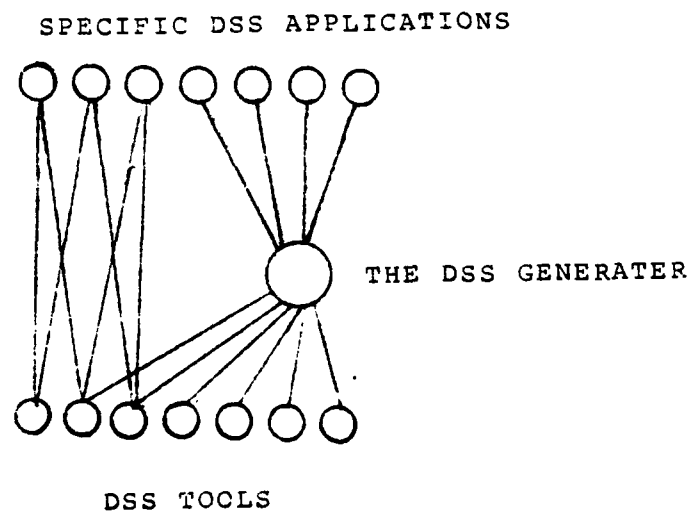 SPECIFIC DSS APPLICATIONS
THE DSS GENERATER
DSS TOOLS